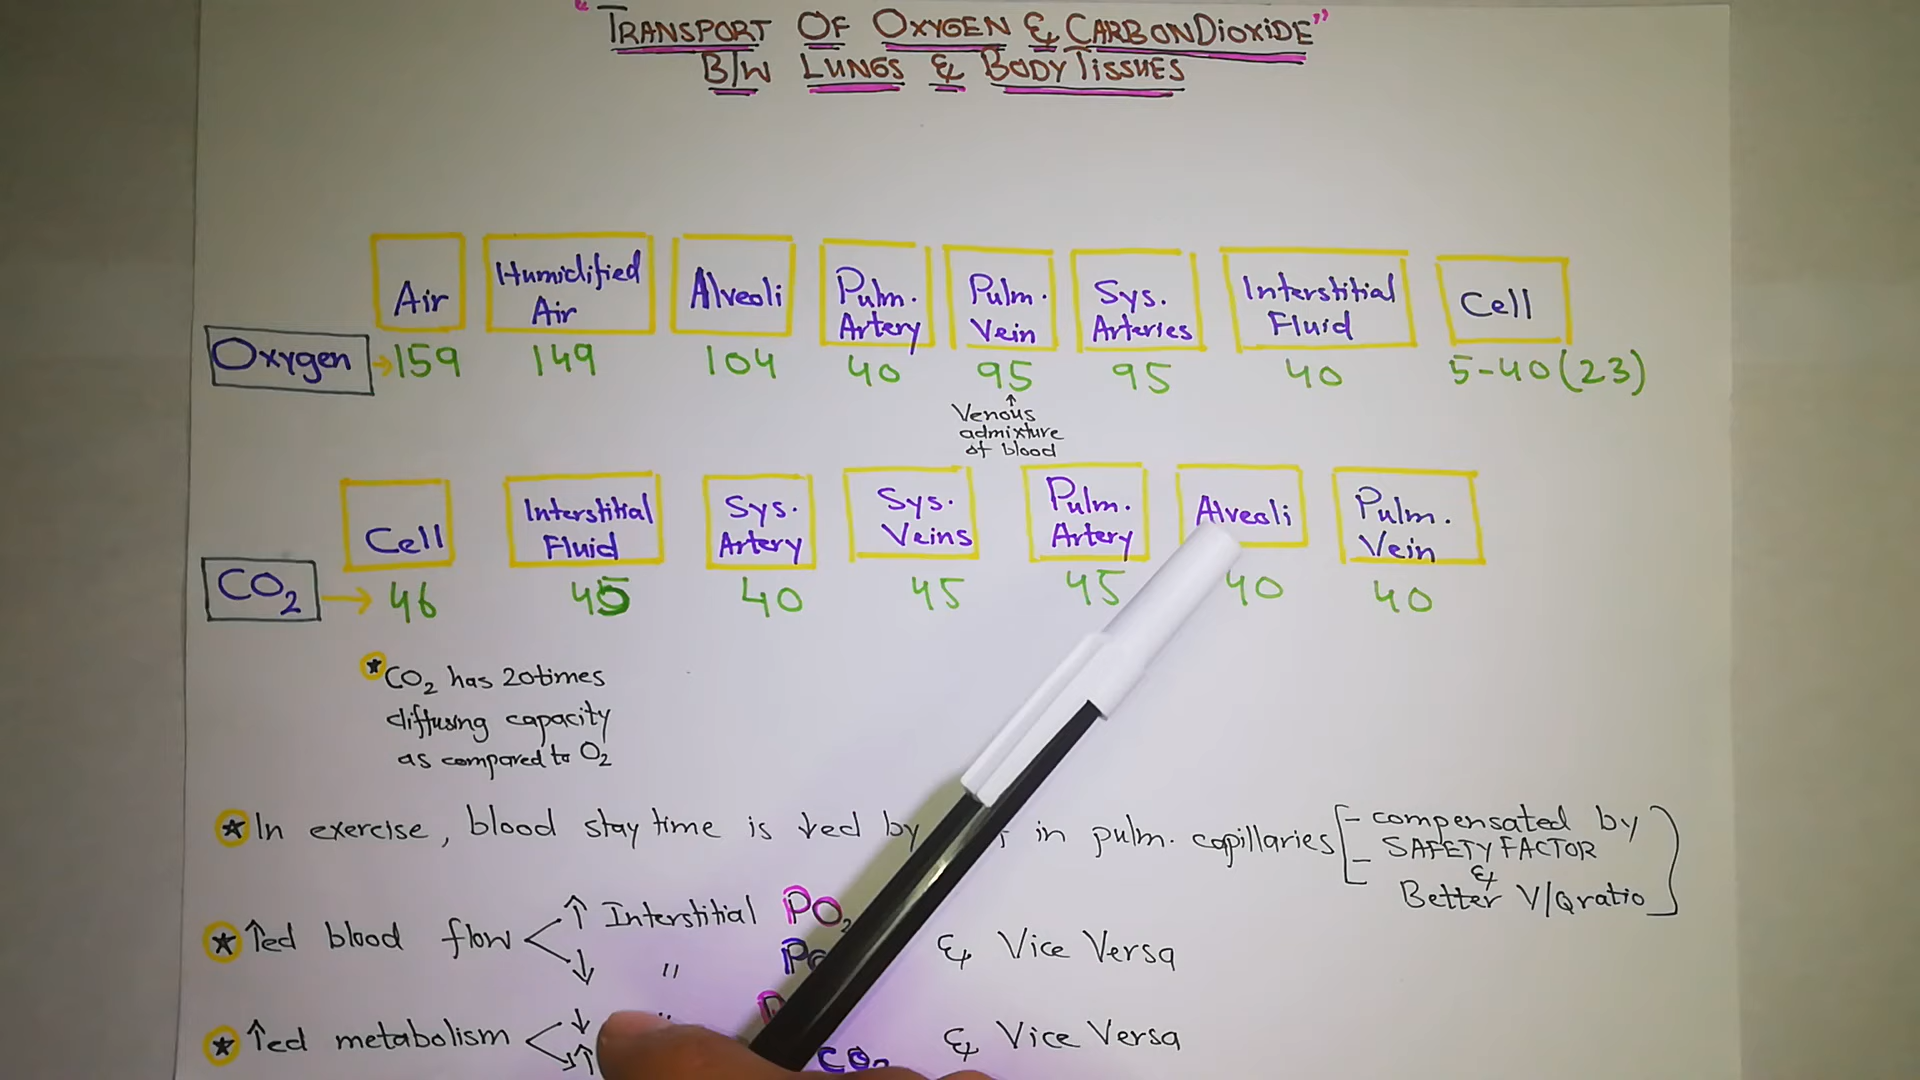 "TRANSPORT OF OXYGEN & CARBONDIOXIDE"
B/W LUNGS & BODY TISSUES
Air
Humidified
Air
Alveoli
Pulm.
Artery
Pulm.
Vein
Sys.
Arteries
Interstitial
Fluid
Cell
Oxygen → 159 149 104 40 95 95 40 5-40(23)
↑
Venous
admixture
of blood
Cell
Interstitial
Fluid
Sys.
Artery
Sys.
Veins
Pulm.
Artery
Alveoli
Pulm.
Vein
CO₂ → 46 45 40 45 45 40 40
*CO₂ has 20times
diffusing capacity
as compared to O₂
* In exercise, blood stay time is ↓ed by in pulm. capillaries [- compensated by
- SAFETY FACTOR
&
Better V/Q ratio
* ↑ed blood flow < ↑ Interstitial PO₂
↓ " & Vice Versa
* ↑ed metabolism < ↓ "
↑ CO₂ & Vice Versa